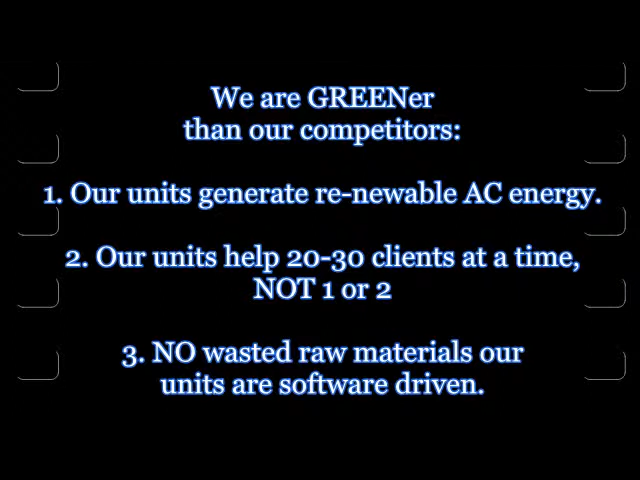 We are GREENer
than our competitors:
1. Our units generate re-newable AC energy.
2. Our units help 20-30 clients at a time,
NOT 1 or 2
3. NO wasted raw materials our
units are software driven.